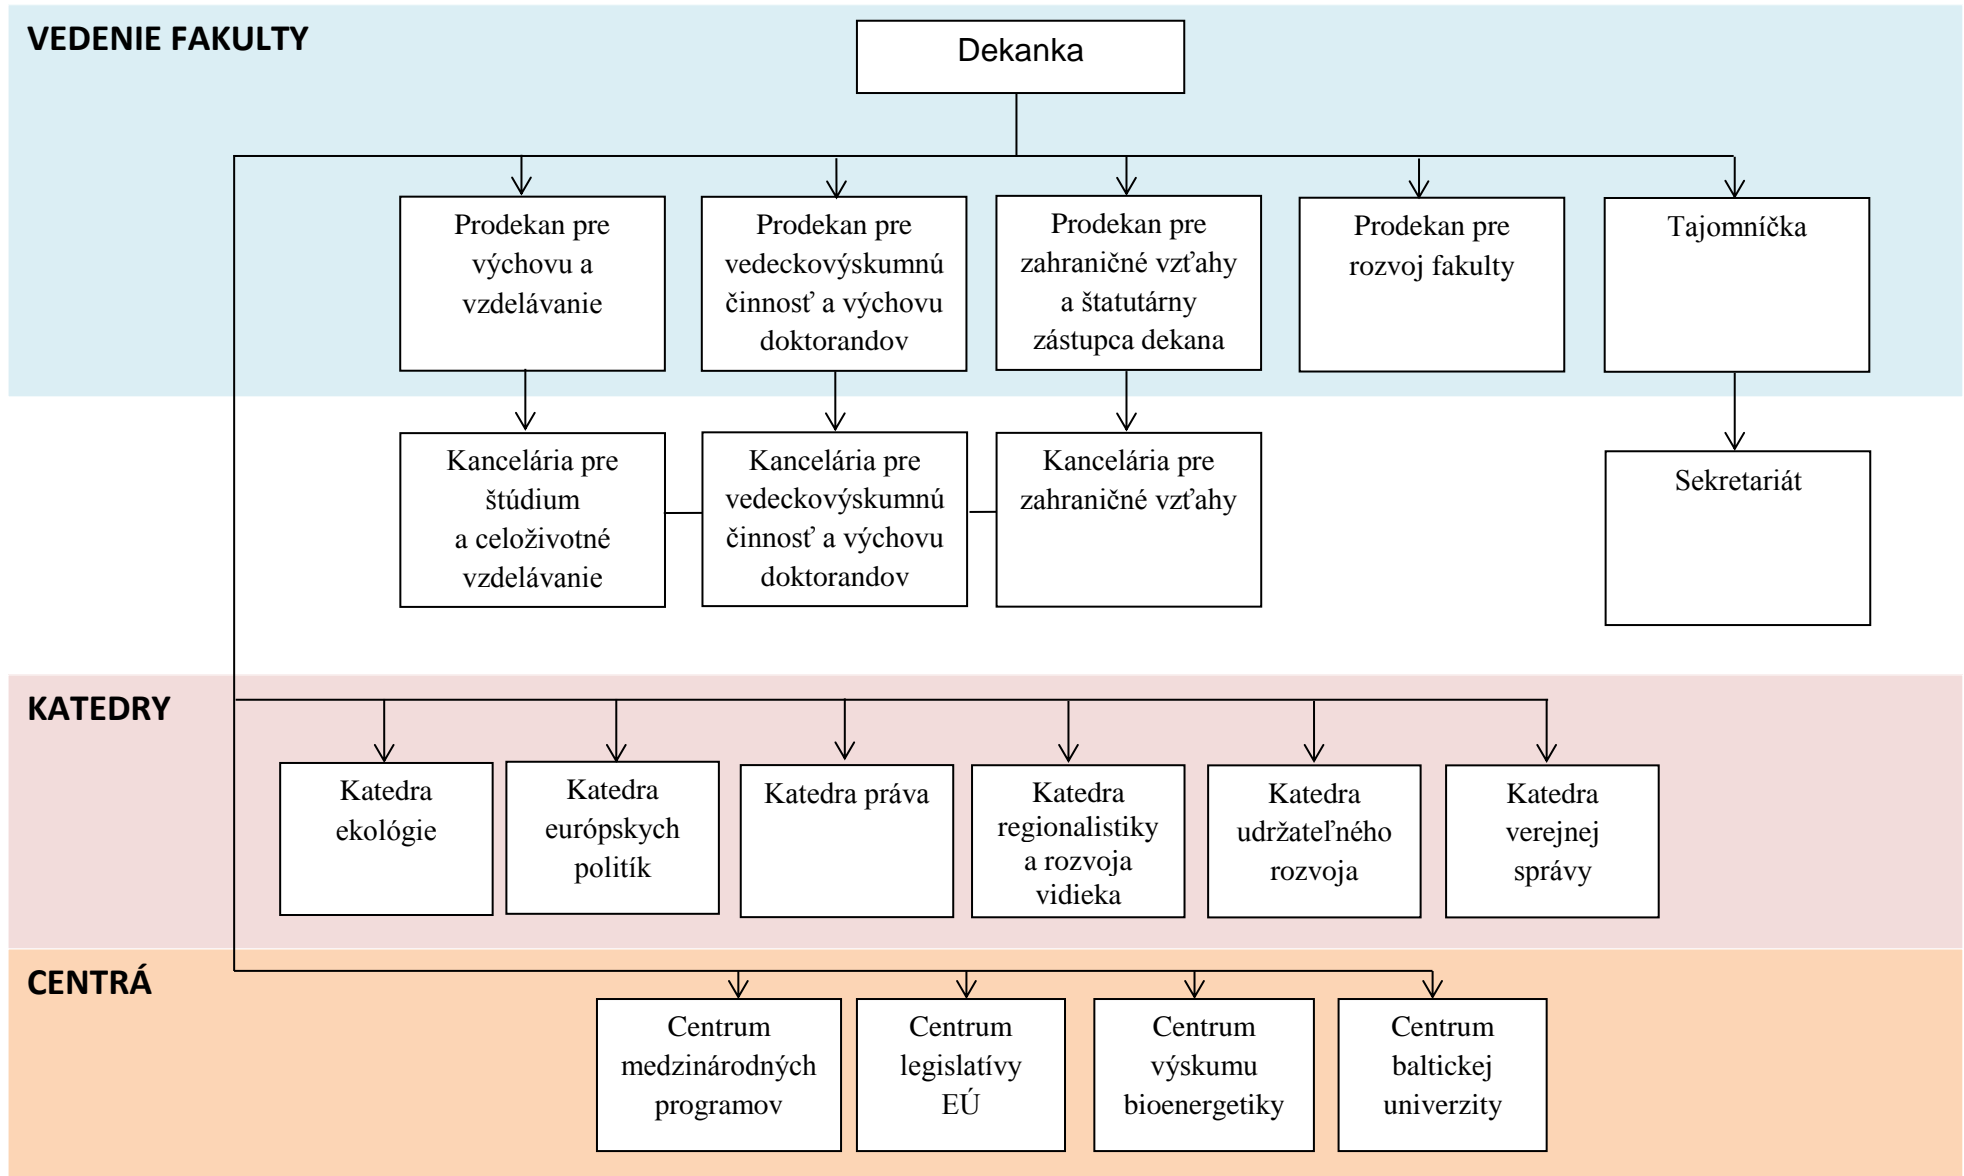 VEDENIE FAKULTY
Dekanka
Prodekan pre
výchovu a
vzdelávanie
Prodekan pre
vedeckovýskumnú
činnosť a výchovu
doktorandov
Prodekan pre
zahraničné vzťahy
a štatutárny
zástupca dekana
Prodekan pre
rozvoj fakulty
Tajomníčka
Kancelária pre
štúdium
a celoživotné
vzdelávanie
Kancelária pre
vedeckovýskumnú
činnosť a výchovu
doktorandov
Kancelária pre
zahraničné vzťahy
Sekretariát
KATEDRY
Katedra
ekológie
Katedra
európskych
politík
Katedra práva
Katedra
regionalistiky
a rozvoja
vidieka
Katedra
udržateľného
rozvoja
Katedra
verejnej
správy
CENTRÁ
Centrum
medzinárodných
programov
Centrum
legislatívy
EÚ
Centrum
výskumu
bioenergetiky
Centrum
baltickej
univerzity